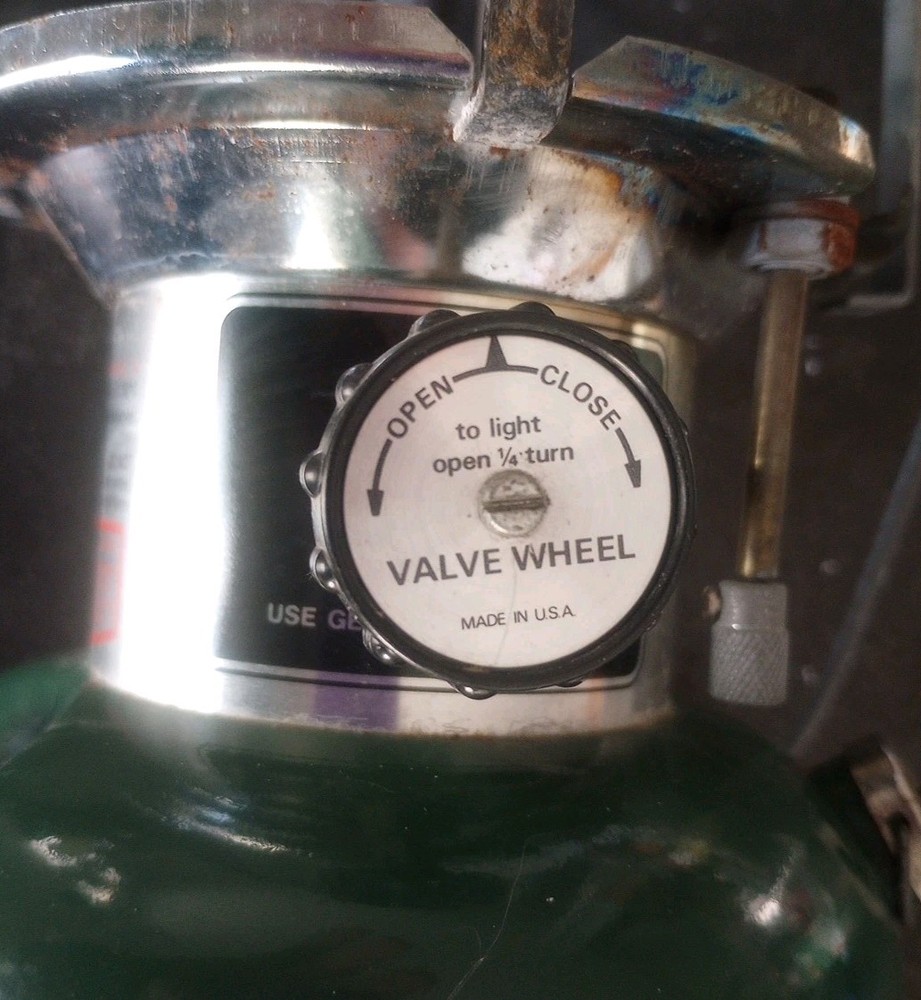 OPEN CLOSE
to light
open ¼ turn
VALVE WHEEL
MADE IN U.S.A.
USE